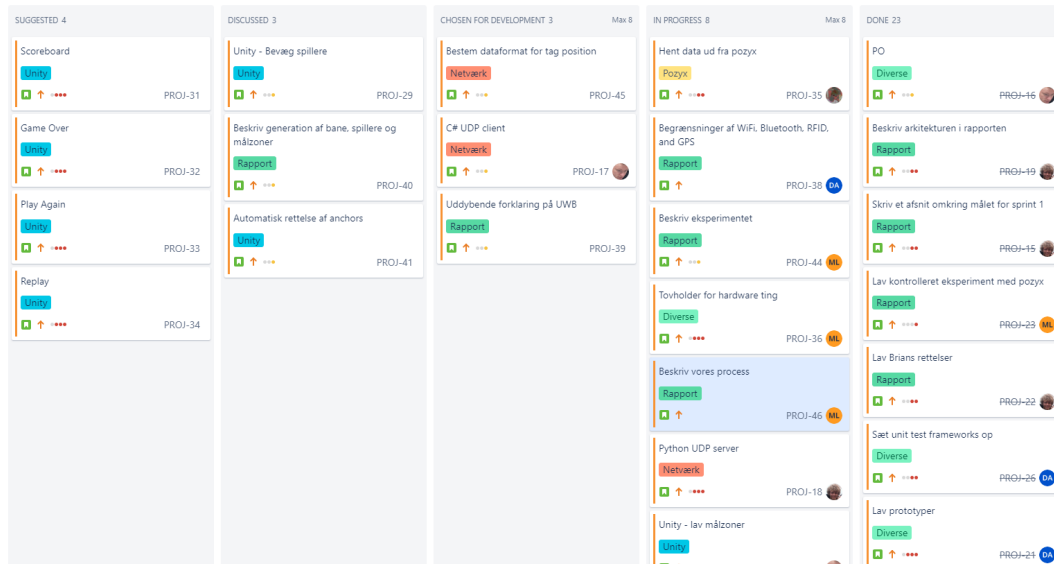 SUGGESTED 4
Scoreboard
Unity
PROJ-31
Game Over
Unity
PROJ-32
Play Again
Unity
PROJ-33
Replay
Unity
PROJ-34
DISCUSSED 3
Unity - Bevæg spillere
Unity
PROJ-29
Beskriv generation af bane, spillere og
målzoner
Rapport
PROJ-40
Automatisk rettelse af anchors
Unity
PROJ-41
CHOSEN FOR DEVELOPMENT 3 Max 8
Bestem dataformat for tag position
Netværk
PROJ-45
C# UDP client
Netværk
PROJ-17
Uddybende forklaring på UWB
Rapport
PROJ-39
IN PROGRESS 8 Max 8
Hent data ud fra pozyx
Pozyx
PROJ-35
Begrænsninger af WiFi, Bluetooth, RFID,
and GPS
Rapport
PROJ-38 DA
Beskriv eksperimentet
Rapport
PROJ-44 ML
Tovholder for hardware ting
Diverse
PROJ-36 ML
Beskriv vores process
Rapport
PROJ-46 ML
Python UDP server
Netværk
PROJ-18
Unity - lav målzoner
Unity
DONE 23
PO
Diverse
PROJ-16
Beskriv arkitekturen i rapporten
Rapport
PROJ-19
Skriv et afsnit omkring målet for sprint 1
Rapport
PROJ-15
Lav kontrolleret eksperiment med pozyx
Rapport
PROJ-23 ML
Lav Brians rettelser
Rapport
PROJ-22
Sæt unit test frameworks op
Diverse
PROJ-26 DA
Lav prototyper
Diverse
PROJ-21 DA